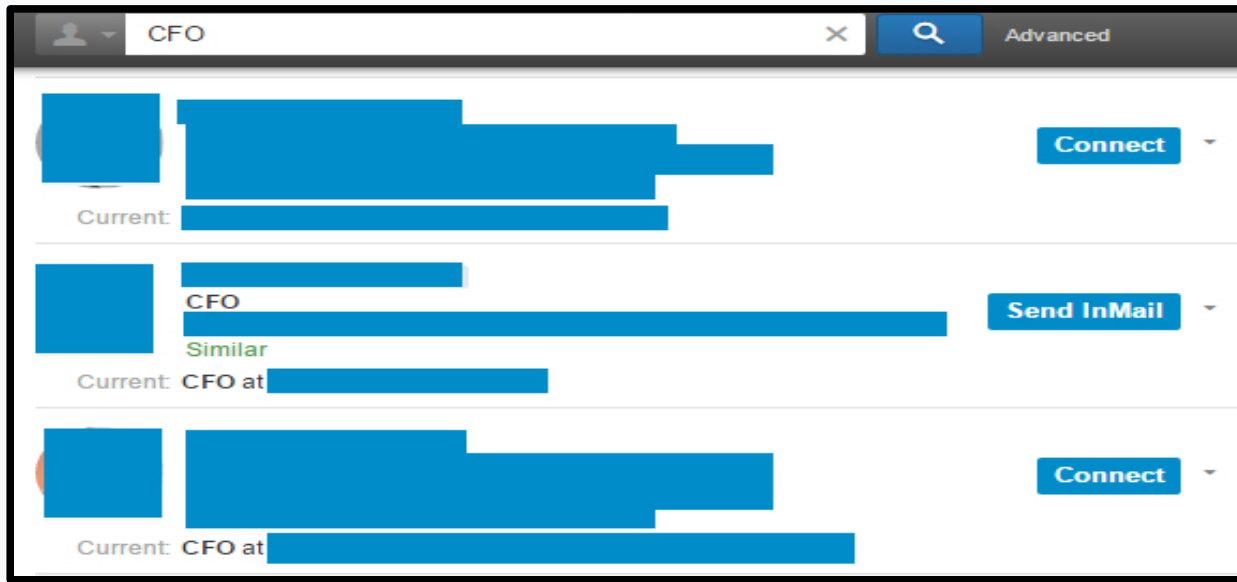 CFO
Advanced
Connect
Current:
CFO
Send InMail
Similar
Current: CFO at
Connect
Current: CFO at